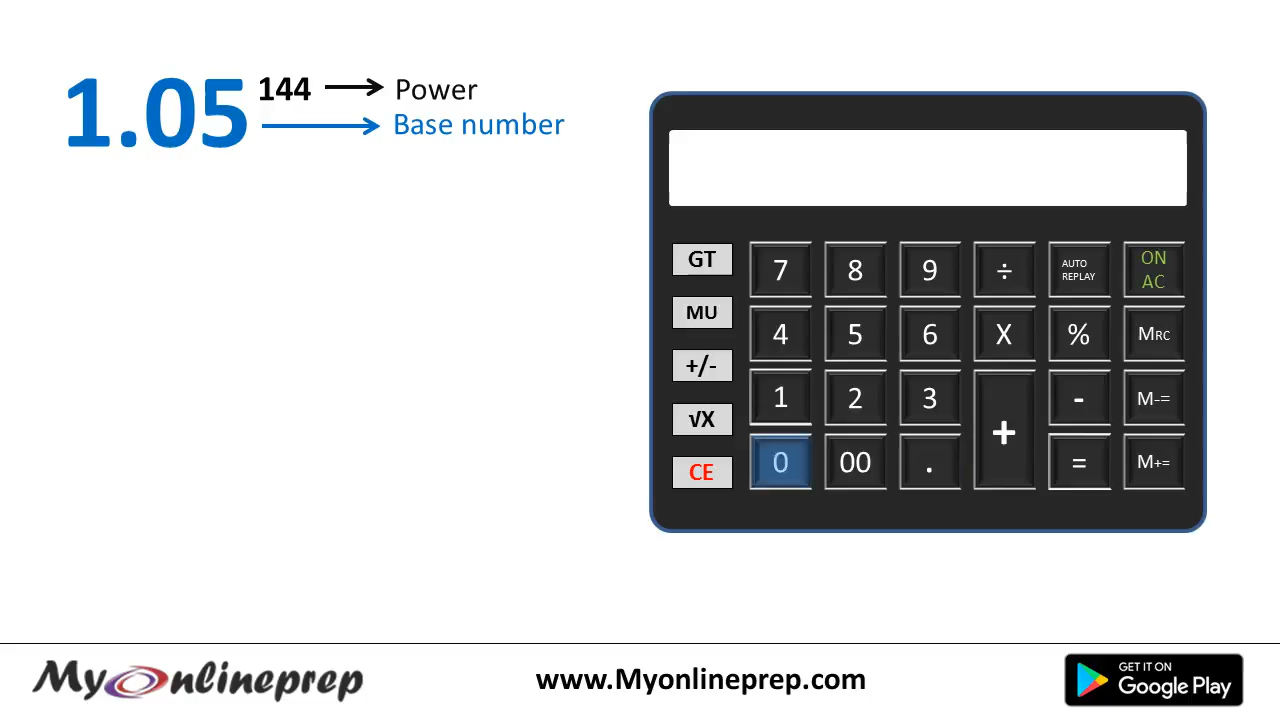 1.05 144 → Power
→ Base number
GT 7 8 9 ÷ AUTO REPLAY ON AC
MU 4 5 6 X % MRC
+/- 1 2 3 + - M-=
√X
CE 0 00 . = M+=
MyOnlineprep
www.Myonlineprep.com
GET IT ON
Google Play